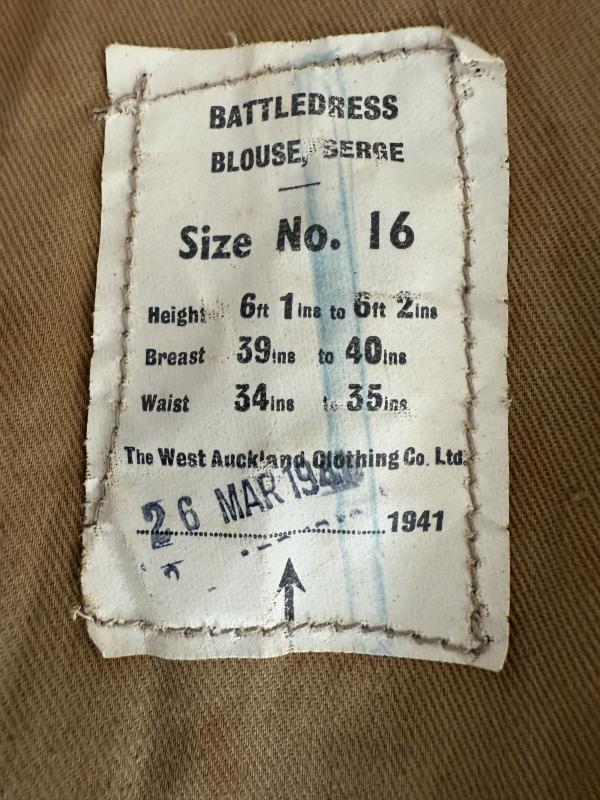 BATTLEDRESS
BLOUSE, SERGE
Size No. 16
Height 6ft 1ins to 6ft 2ins
Breast 39ins to 40ins
Waist 34ins to 35ins
The West Auckland Clothing Co. Ltd.
26 MAR
1941